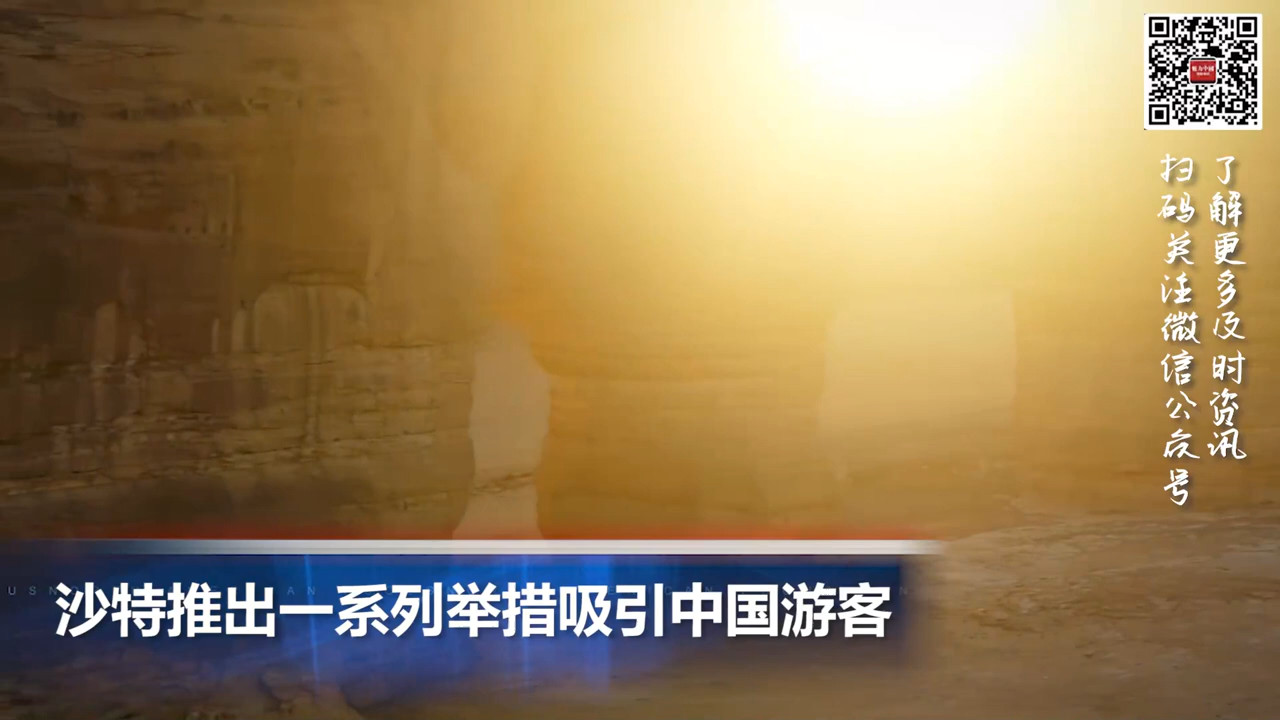 了解更多及时资讯
扫码关注微信公众号
沙特推出一系列举措吸引中国游客